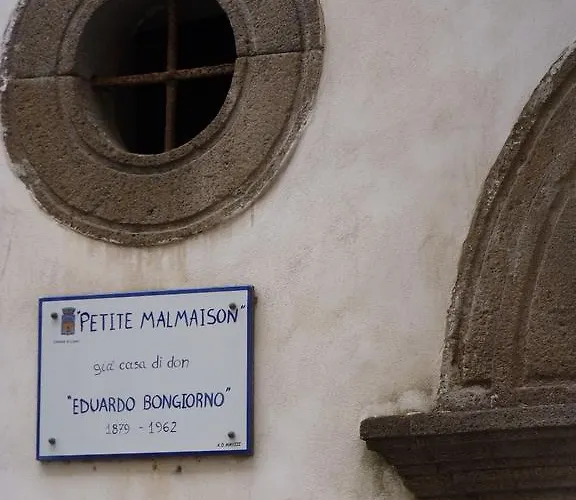 "PETITE MALMAISON"
già casa di don
"EDUARDO BONGIORNO"
1879 - 1962